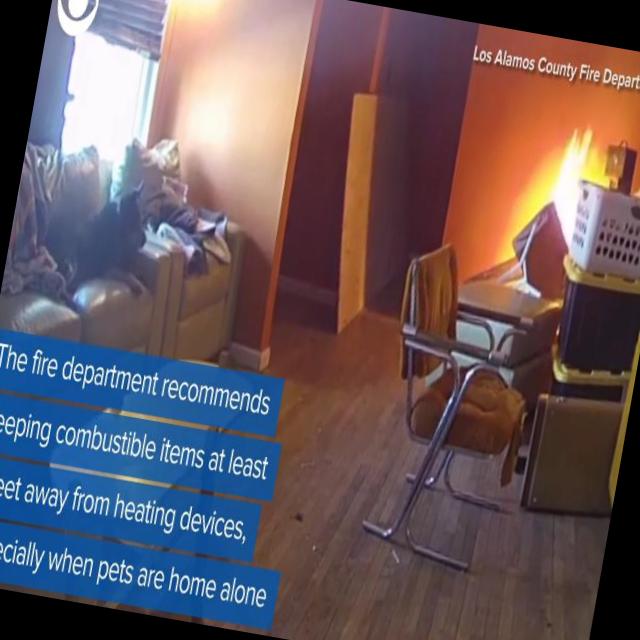 Los Alamos County Fire Depart
The fire department recommends
eeping combustible items at least
eet away from heating devices,
ecially when pets are home alone